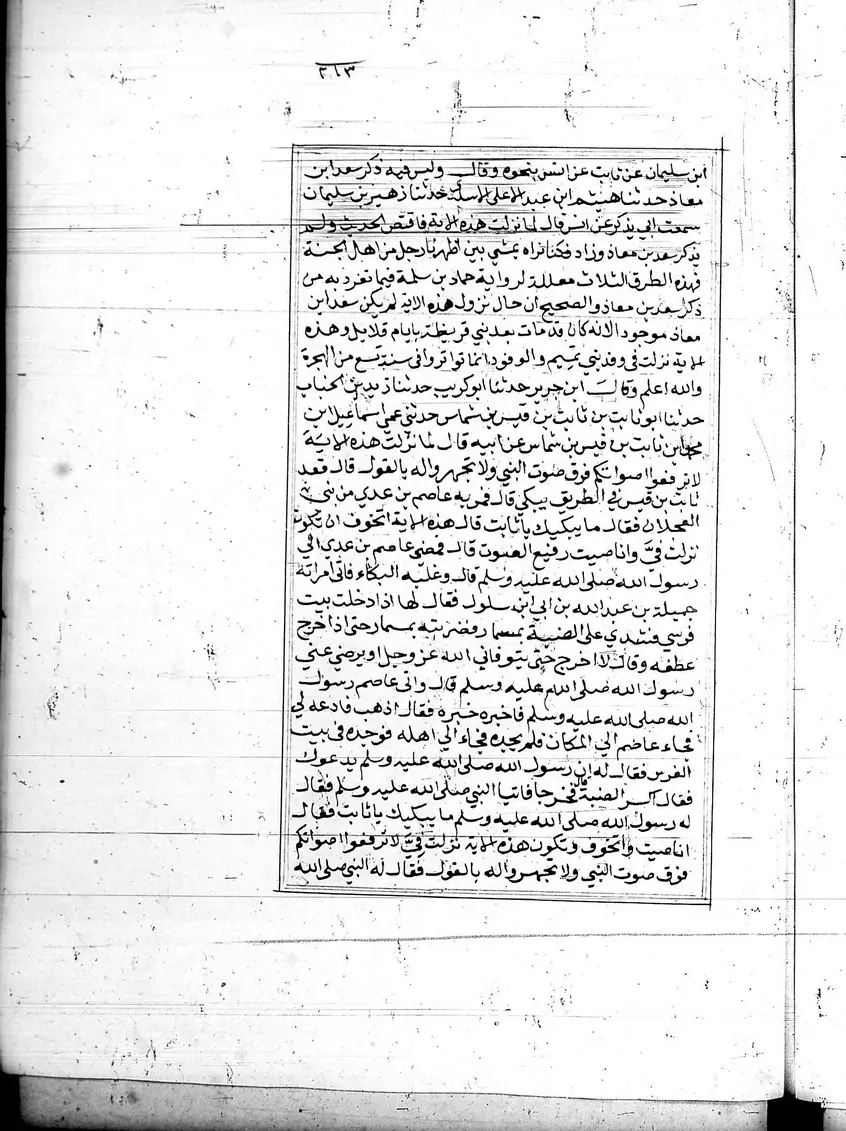 ٢١٣
ابن سليمان عن ثابت عن انس بنحوه وقال وليس فيه ذكر سعد ابن
معاذ حدثنا هشيم ابن عبد الاعلى الاسدي حدثنا زهير بن سليمان
سمعت ابي يذكر عن انس قال لما نزلت هذه الاية فاقتص الحديث ولم
يذكر سعد بن معاذ وزاد فكنا نراه يمشي بين اظهرنا رجل من اهل الجنة
فهذه الطرق الثلاث معللة لرواية حماد بن سلمة فيما تفرد به من
ذكر سعد بن معاذ والصحيح ان حال نزول هذه الاية لم يكن سعد ابن
معاذ موجودا لانه كان قد مات بعد بني قريظة بايام قلايل وهذه
الاية نزلت في وفد بني تميم والوفود انما تواتروا في سنة تسع من الهجرة
والله اعلم وقال ابن جرير حدثنا ابو كريب حدثنا زيد بن الحباب
حدثنا ابو ثابت بن ثابت بن قيس بن شماس حدثني عمي اسماعيل ابن
محمد ابن ثابت بن قيس بن شماس عن ابيه قال لما نزلت هذه الاية
لا ترفعوا اصواتكم فوق صوت النبي ولا تجهروا له بالقول قال قعد
ثابت بن قيس في الطريق يبكي قال فمر به عاصم بن عدي من بني
العجلان فقال ما يبكيك يا ثابت قال هذه الاية اتخوف ان تكون
نزلت فيّ وانا صيت رفيع الصوت قال فمضى عاصم بن عدي الي
رسول الله صلى الله عليه وسلم قال وغلبه البكاء فاتى امراته
جميلة بن عبد الله بن ابي ابن سلول فقال لها اذا دخلت بيت
فرسي فشدي على الضبة بمسمار فضربته بمسمار حتى اذا خرج
عطفه وقال لا اخرج حتى يتوفاني الله عز وجل او يرضى عني
رسول الله صلى الله عليه وسلم قال واتى عاصم رسول
الله صلى الله عليه وسلم فاخبره خبره فقال اذهب فادعه لي
فجاء عاصم الي المكان فلم يجده فجاء الي اهله فوجده في بيت
الفرس فقال له ان رسول الله صلى الله عليه وسلم يدعوك
فقال اكسر الضبة قال فخرجا فاتيا النبي صلى الله عليه وسلم فقال
له رسول الله صلى الله عليه وسلم ما يبكيك يا ثابت فقال
انا صيت واتخوف وتكون هذه الاية نزلت فيّ لا ترفعوا اصواتكم
فوق صوت النبي ولا تجهروا له بالقول فقال له النبي صلى الله